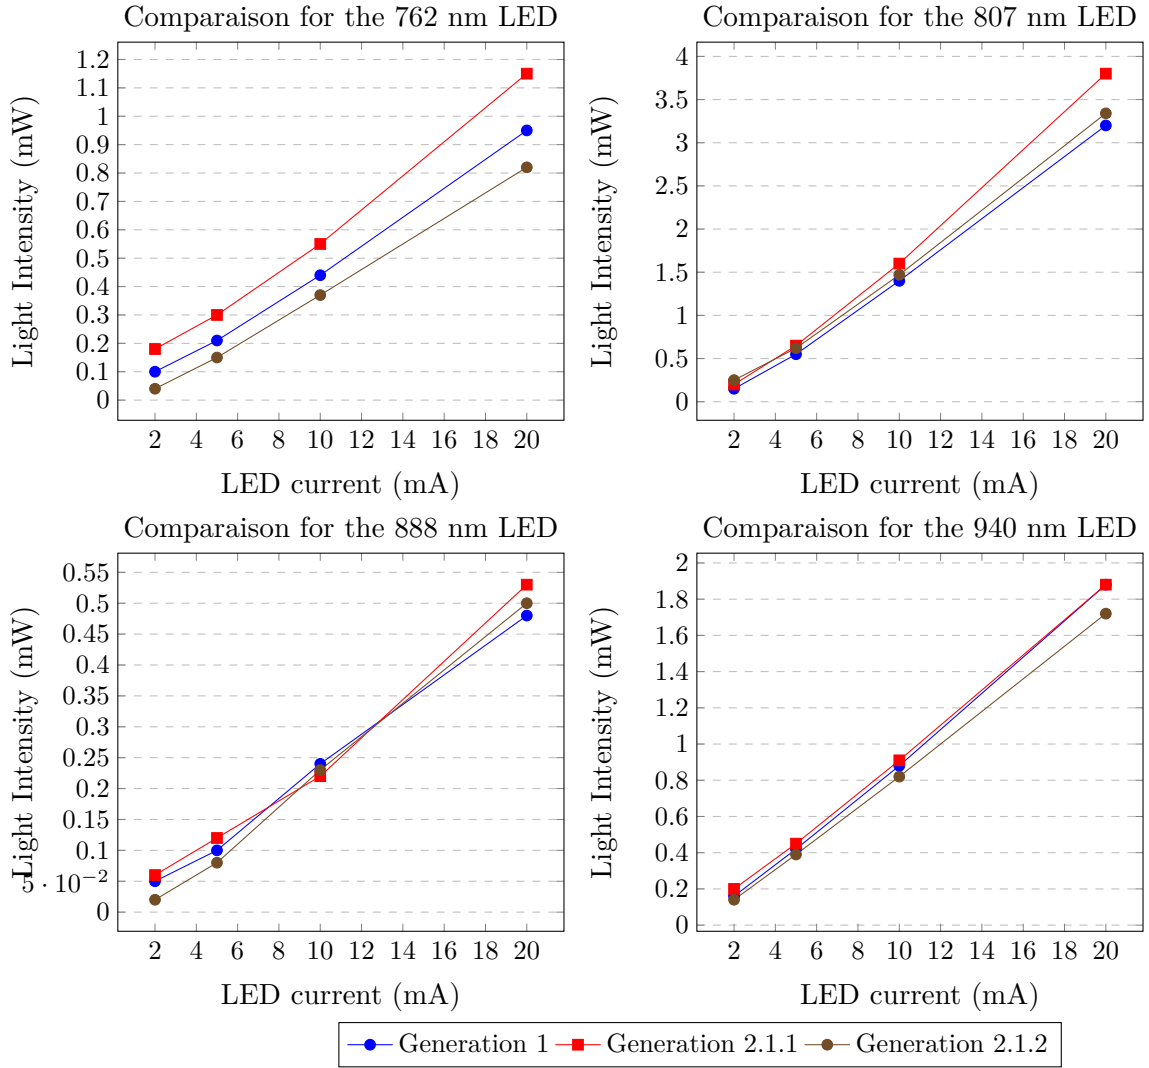 Comparaison for the 762 nm LED
Light Intensity (mW)
1.2
1.1
1
0.9
0.8
0.7
0.6
0.5
0.4
0.3
0.2
0.1
0
2 4 6 8 10 12 14 16 18 20
LED current (mA)
Comparaison for the 807 nm LED
Light Intensity (mW)
4
3.5
3
2.5
2
1.5
1
0.5
0
2 4 6 8 10 12 14 16 18 20
LED current (mA)
Comparaison for the 888 nm LED
Light Intensity (mW)
0.55
0.5
0.45
0.4
0.35
0.3
0.25
0.2
0.15
0.1
5 · 10⁻²
0
2 4 6 8 10 12 14 16 18 20
LED current (mA)
Comparaison for the 940 nm LED
Light Intensity (mW)
2
1.8
1.6
1.4
1.2
1
0.8
0.6
0.4
0.2
0
2 4 6 8 10 12 14 16 18 20
LED current (mA)
Generation 1 Generation 2.1.1 Generation 2.1.2